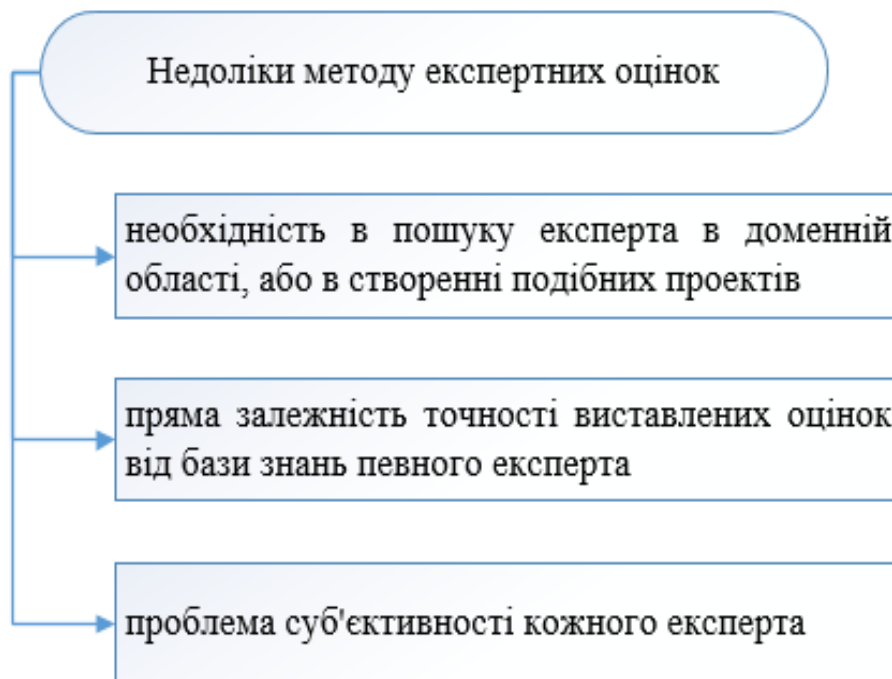 Недоліки методу експертних оцінок
необхідність в пошуку експерта в доменній
області, або в створенні подібних проектів
пряма залежність точності виставлених оцінок
від бази знань певного експерта
проблема суб'єктивності кожного експерта